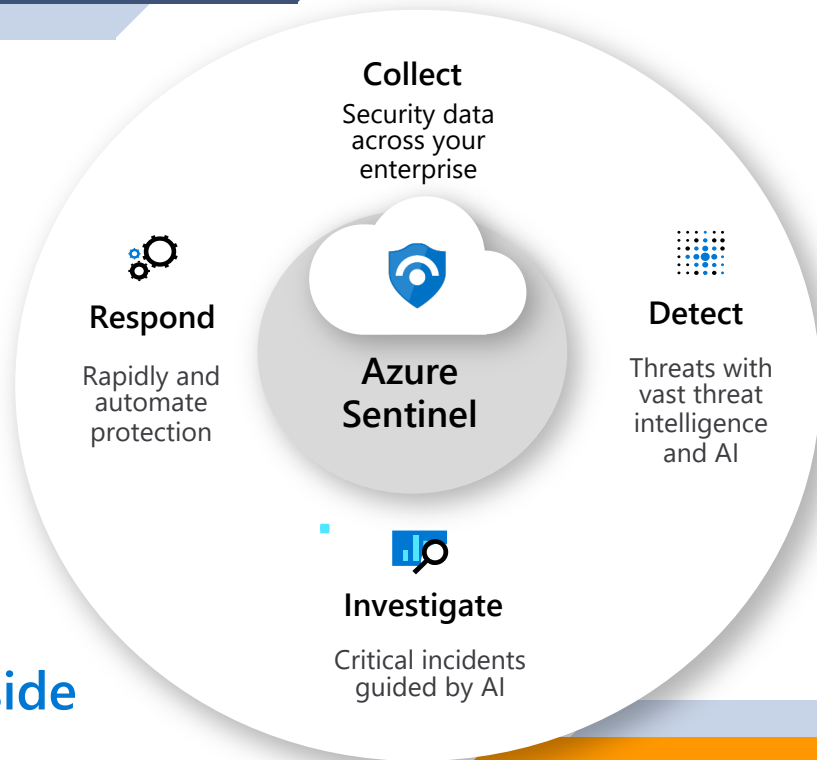 Collect
Security data
across your
enterprise
Respond
Rapidly and
automate
protection
Azure
Sentinel
Detect
Threats with
vast threat
intelligence
and AI
Investigate
Critical incidents
guided by AI